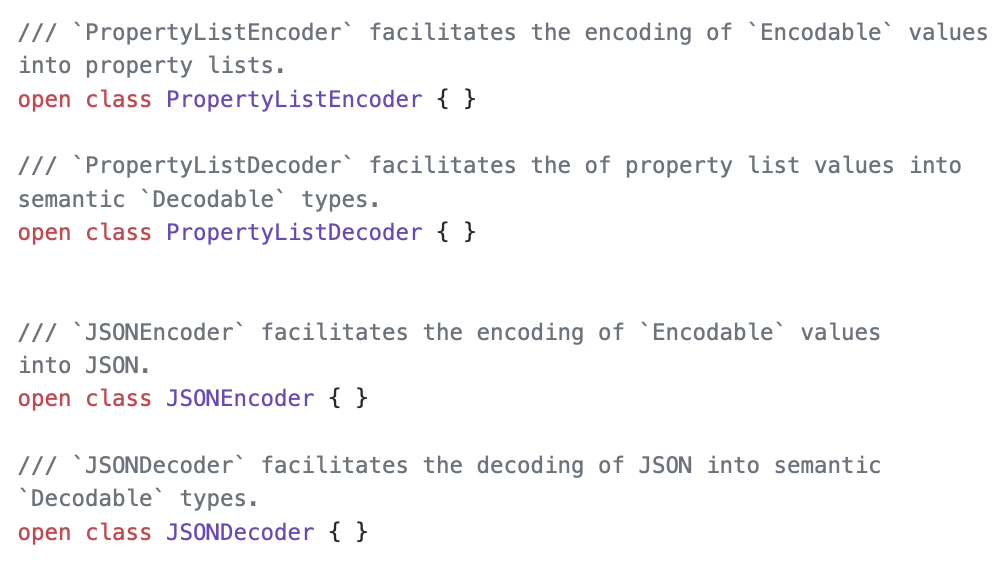 /// `PropertyListEncoder` facilitates the encoding of `Encodable` values
into property lists.
open class PropertyListEncoder { }
/// `PropertyListDecoder` facilitates the of property list values into
semantic `Decodable` types.
open class PropertyListDecoder { }
/// `JSONEncoder` facilitates the encoding of `Encodable` values
into JSON.
open class JSONEncoder { }
/// `JSONDecoder` facilitates the decoding of JSON into semantic
`Decodable` types.
open class JSONDecoder { }